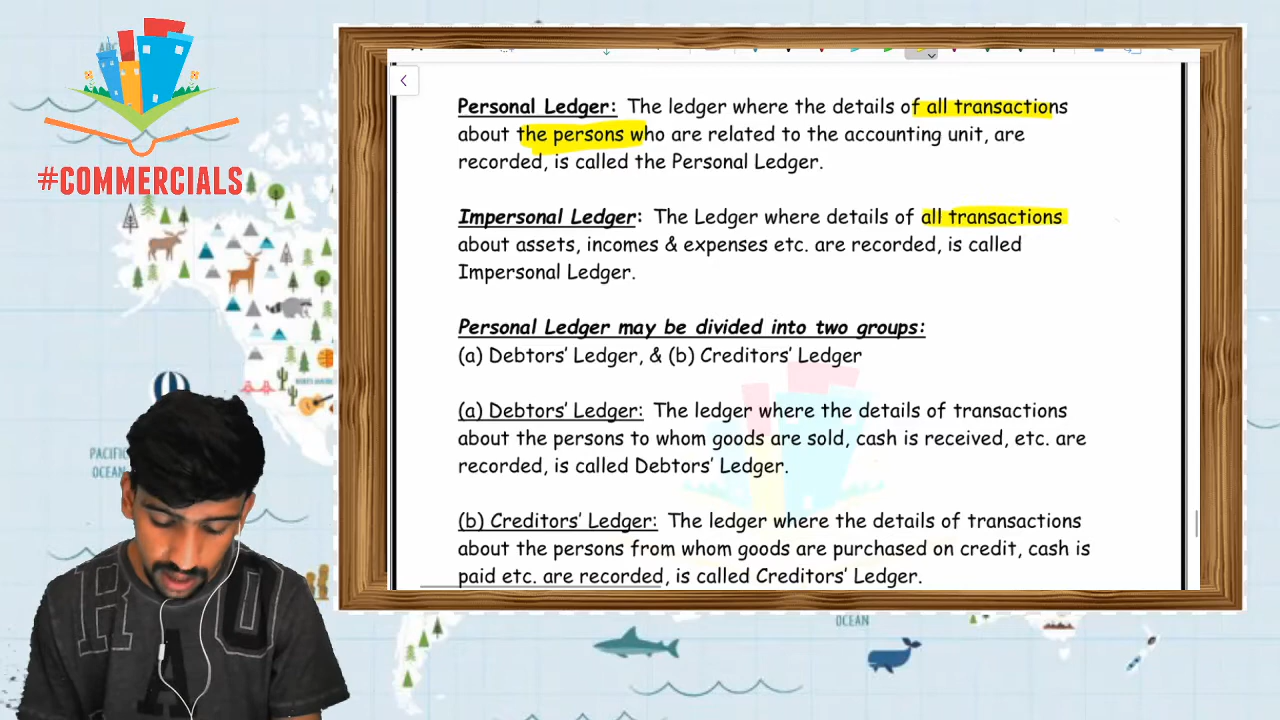 #COMMERCIALS
Personal Ledger: The ledger where the details of all transactions
about the persons who are related to the accounting unit, are
recorded, is called the Personal Ledger.
Impersonal Ledger: The Ledger where details of all transactions
about assets, incomes & expenses etc. are recorded, is called
Impersonal Ledger.
Personal Ledger may be divided into two groups:
(a) Debtors' Ledger, & (b) Creditors' Ledger
(a) Debtors' Ledger: The ledger where the details of transactions
about the persons to whom goods are sold, cash is received, etc. are
recorded, is called Debtors' Ledger.
(b) Creditors' Ledger: The ledger where the details of transactions
about the persons from whom goods are purchased on credit, cash is
paid etc. are recorded, is called Creditors' Ledger.
PACIFIC
OCEAN
OCEAN